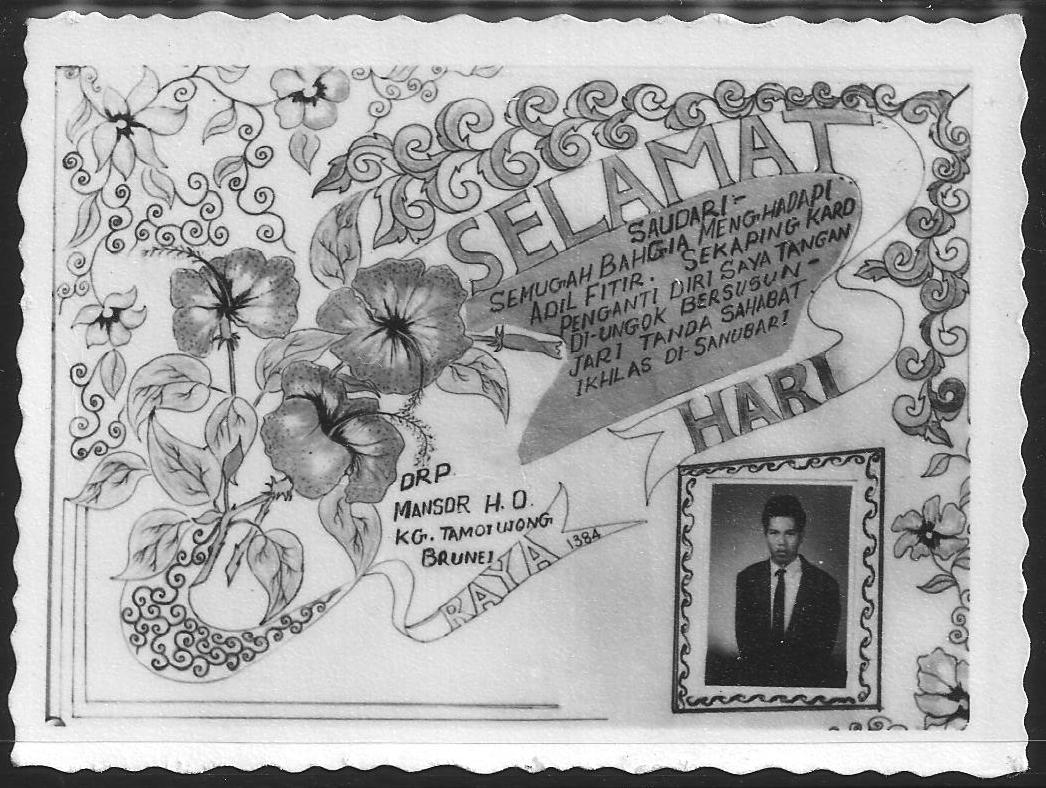 SELAMAT
SAUDARI:-
SEMUGAH BAHGIA MENGHADAPI
ADIL FITIR. SEKAPING KARD
PENGANTI DIRI SAYA TANGAN
DI-UNGOK BERSUSUN-
JARI TANDA SAHABAT
IKHLAS DI-SANUBARI
HARI
RAYA 1384
DRP
MANSOR H. O.
KG. TAMOI UJONG
BRUNEI